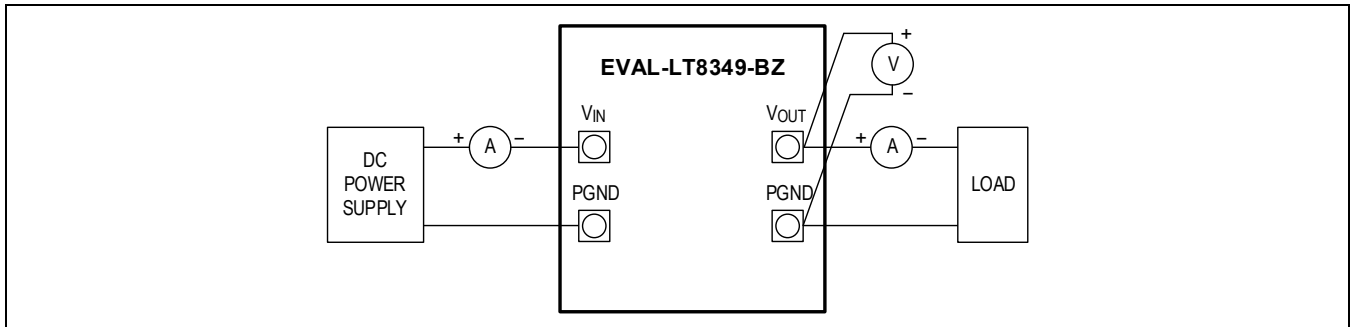 EVAL-LT8349-BZ
+
V
−
VIN
VOUT
+ A −
+ A −
DC
POWER
SUPPLY
LOAD
PGND
PGND